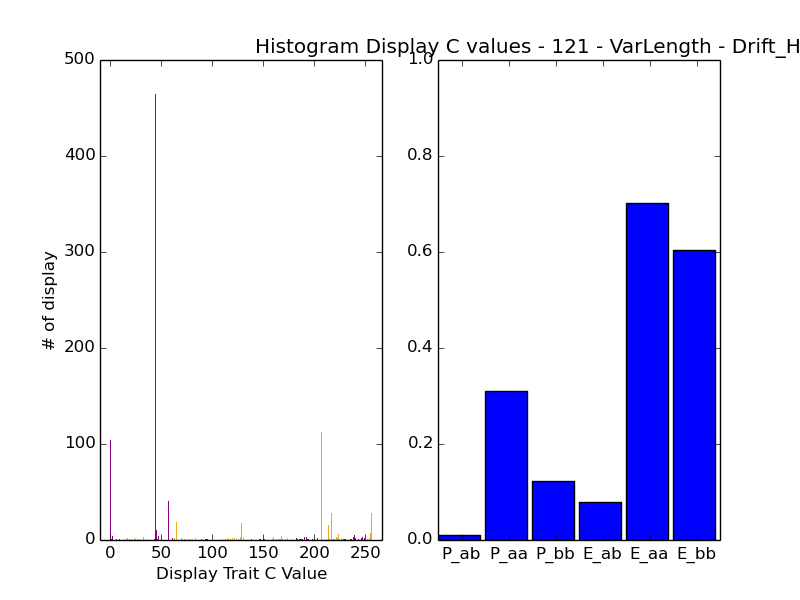 Histogram Display C values - 121 - VarLength - Drift_H
500
400
300
200
100
0
# of display
0 50 100 150 200 250
Display Trait C Value
1.0
0.8
0.6
0.4
0.2
0.0
P_ab P_aa P_bb E_ab E_aa E_bb